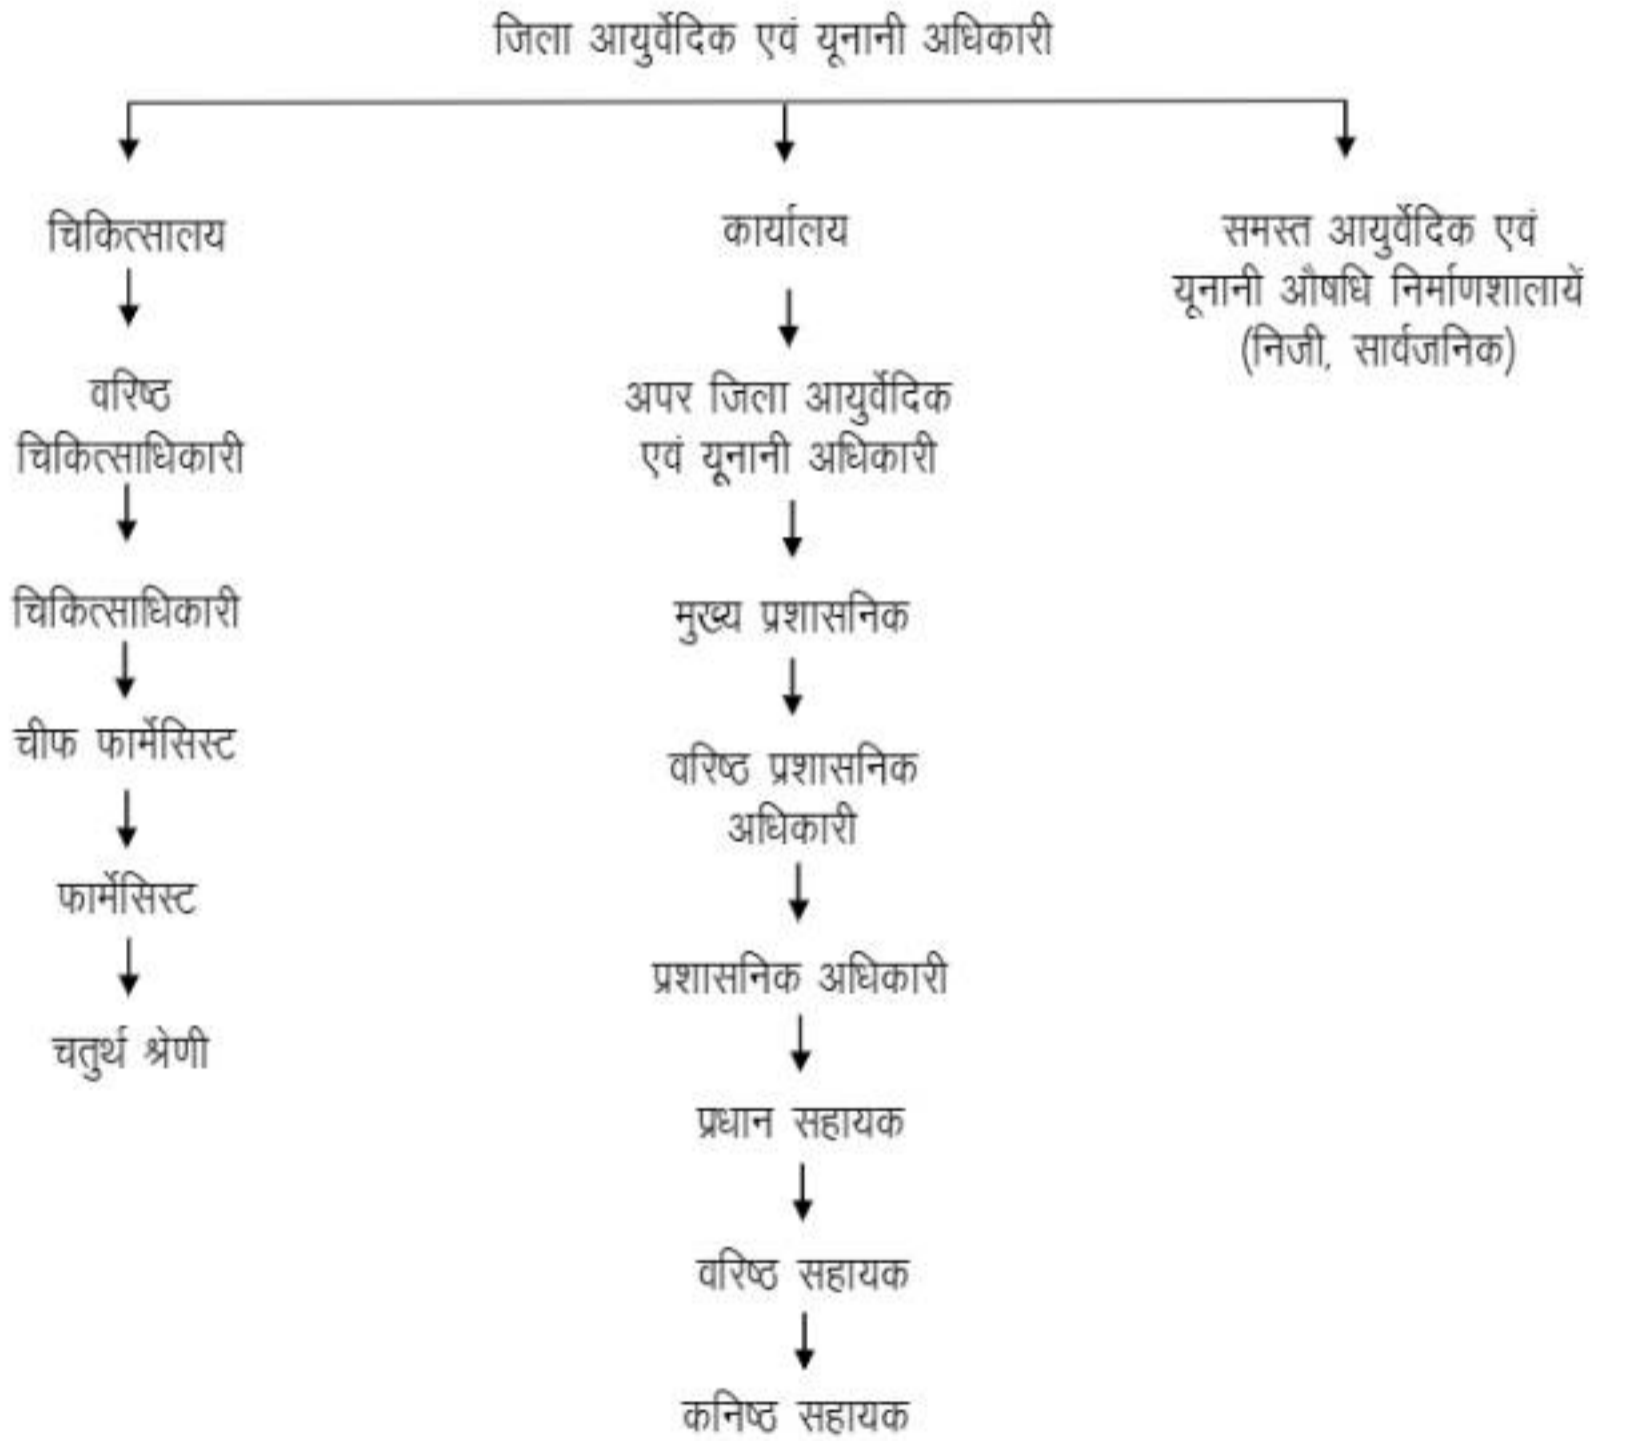 जिला आयुर्वेदिक एवं यूनानी अधिकारी
चिकित्सालय
वरिष्ठ
चिकित्साधिकारी
चिकित्साधिकारी
चीफ फार्मेसिस्ट
फार्मेसिस्ट
चतुर्थ श्रेणी
कार्यालय
अपर जिला आयुर्वेदिक
एवं यूनानी अधिकारी
मुख्य प्रशासनिक
वरिष्ठ प्रशासनिक
अधिकारी
प्रशासनिक अधिकारी
प्रधान सहायक
वरिष्ठ सहायक
कनिष्ठ सहायक
समस्त आयुर्वेदिक एवं
यूनानी औषधि निर्माणशालायें
(निजी, सार्वजनिक)